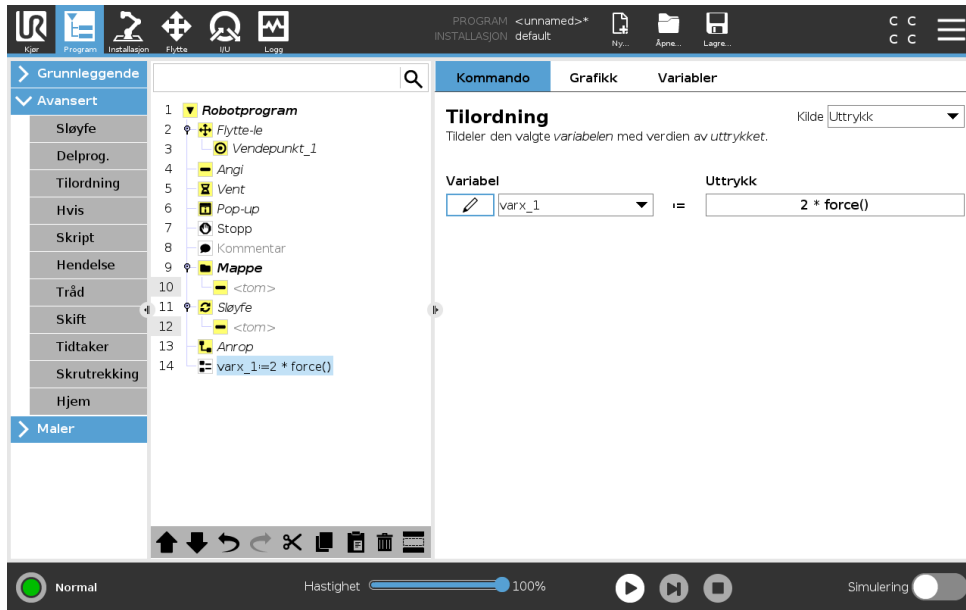 UR
PROGRAM <unnamed>*
INSTALLASJON default
C C
C C
Kjør Program Installasjon Flytte I/U Logg Ny... Åpne... Lagre...
Grunnleggende
Avansert
Sløyfe
Delprog.
Tilordning
Hvis
Skript
Hendelse
Tråd
Skift
Tidtaker
Skrutrekking
Hjem
Maler
1 Robotprogram
2 Flytte-le
3 Vendepunkt_1
4 Angi
5 Vent
6 Pop-up
7 Stopp
8 Kommentar
9 Mappe
10 <tom>
11 Sløyfe
12 <tom>
13 Anrop
14 varx_1:=2 * force()
Kommando Grafikk Variabler
Tilordning
Kilde Uttrykk
Tildeler den valgte variabelen med verdien av uttrykket.
Variabel Uttrykk
varx_1 := 2 * force()
Normal Hastighet 100% Simulering